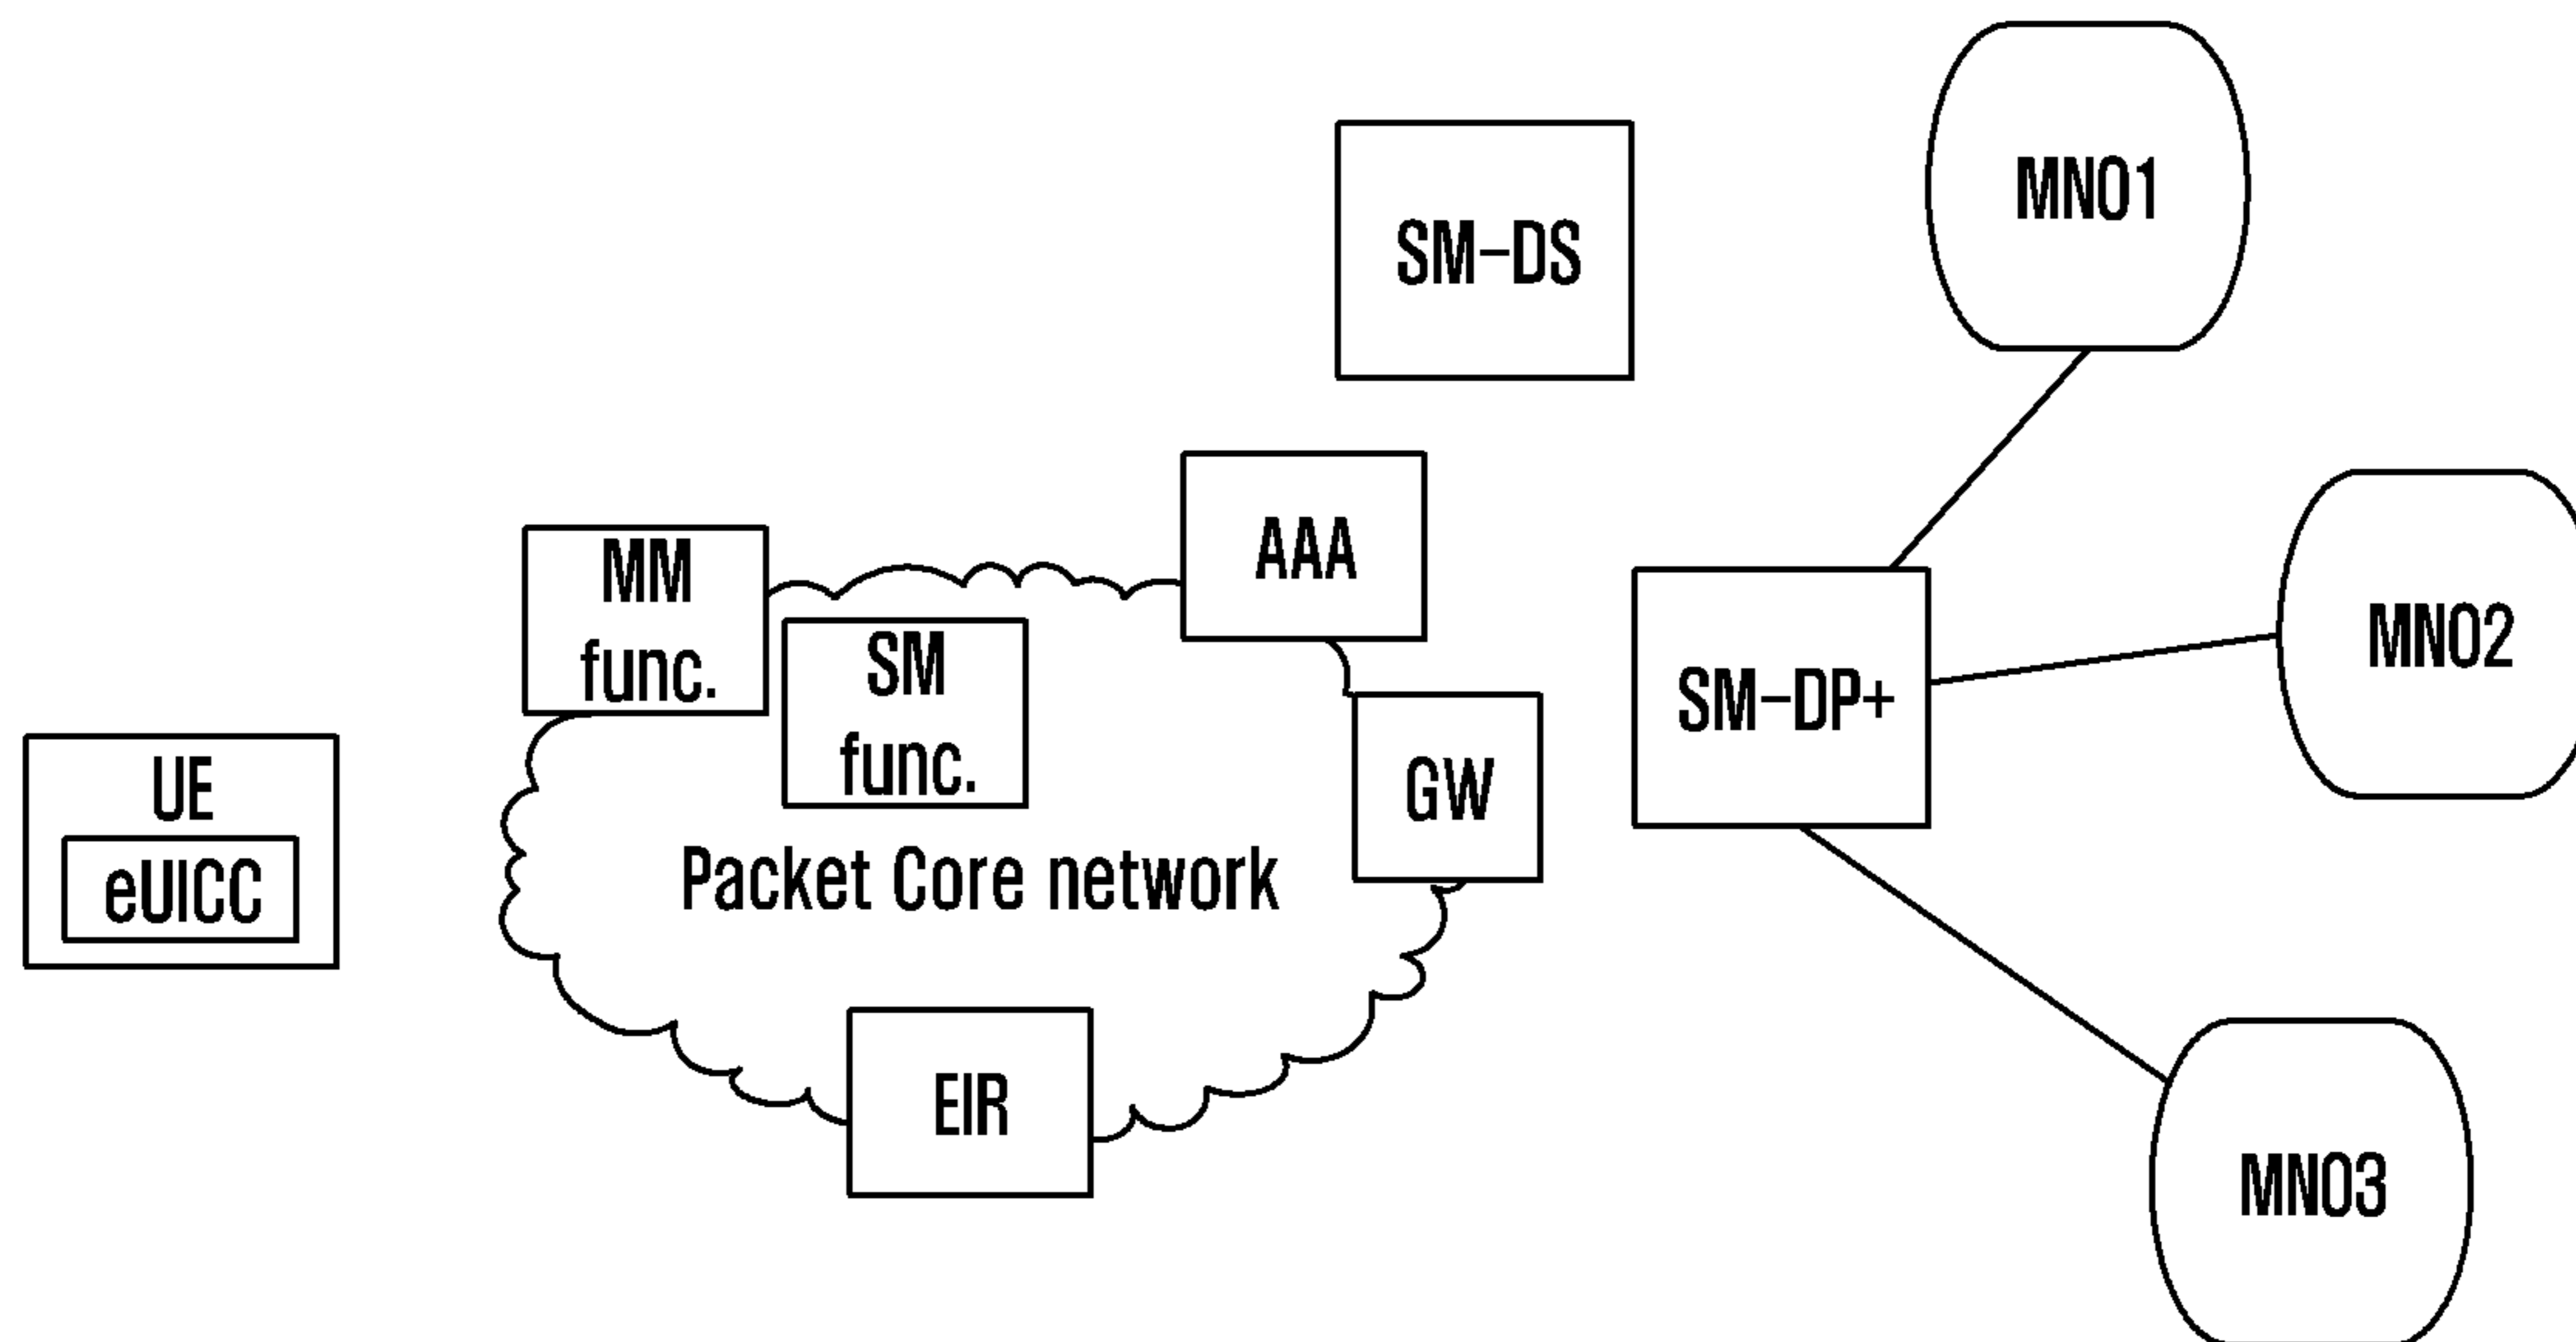 MNO1
SM-DS
MNO2
AAA
MM
func.
SM
func.
SM-DP+
UE
eUICC
GW
Packet Core network
EIR
MNO3